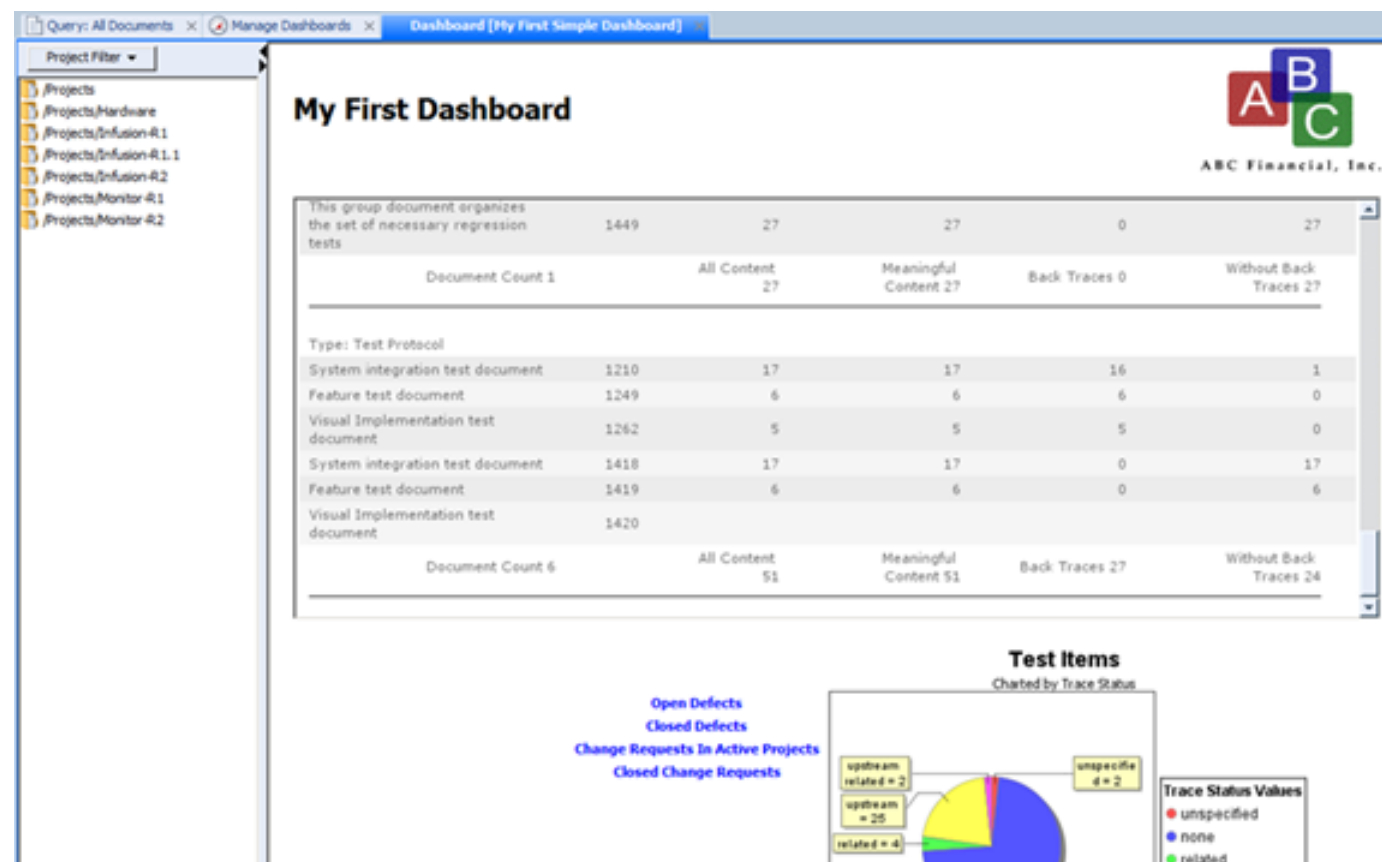 Query: All Documents
Manage Dashboards
Dashboard [My First Simple Dashboard]
Project Filter
/Projects
/Projects/Hardware
/Projects/Infusion-R1
/Projects/Infusion-R1.1
/Projects/Infusion-R2
/Projects/Monitor-R1
/Projects/Monitor-R2
My First Dashboard
A B C
ABC Financial, Inc.
This group document organizes
the set of necessary regression 1449 27 27 0 27
tests
Document Count 1 All Content Meaningful Back Traces 0 Without Back
27 Content 27 Traces 27
Type: Test Protocol
System integration test document 1210 17 17 16 1
Feature test document 1249 6 6 6 0
Visual Implementation test
document 1262 5 5 5 0
System integration test document 1418 17 17 0 17
Feature test document 1419 6 6 0 6
Visual Implementation test
document 1420
Document Count 6 All Content Meaningful Back Traces 27 Without Back
51 Content 51 Traces 24
Open Defects
Closed Defects
Change Requests In Active Projects
Closed Change Requests
Test Items
Charted by Trace Status
upstream
related = 2
upstream
= 25
related = 4
unspecifie
d = 2
Trace Status Values
unspecified
none
related